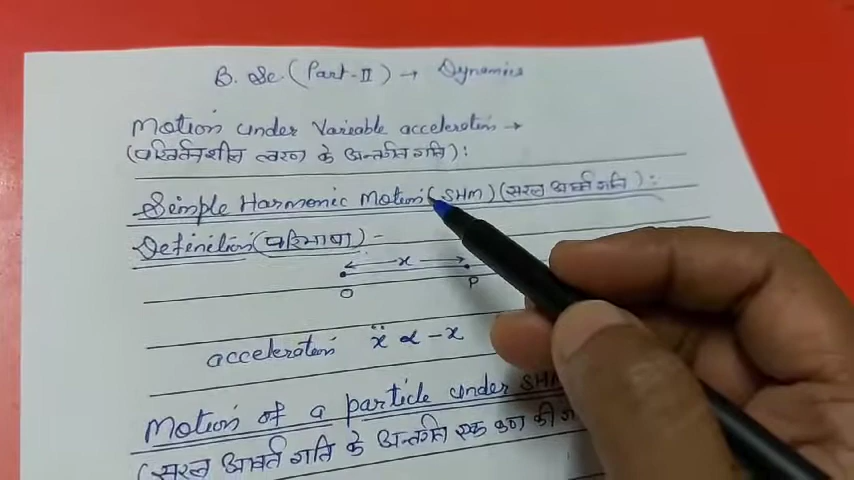 B. Sc. (Part-II) → Dynamics
Motion under Variable acceleration →
(परिवर्तनशील त्वरण के अन्तर्गत गति):
Simple Harmonic Motion (SHM) (सरल आवर्त गति):
Definition (परिभाषा) -
x
O P
acceleration ẍ ∝ -x
Motion of a particle under SHM
(सरल आवर्त गति के अन्तर्गत एक कण की